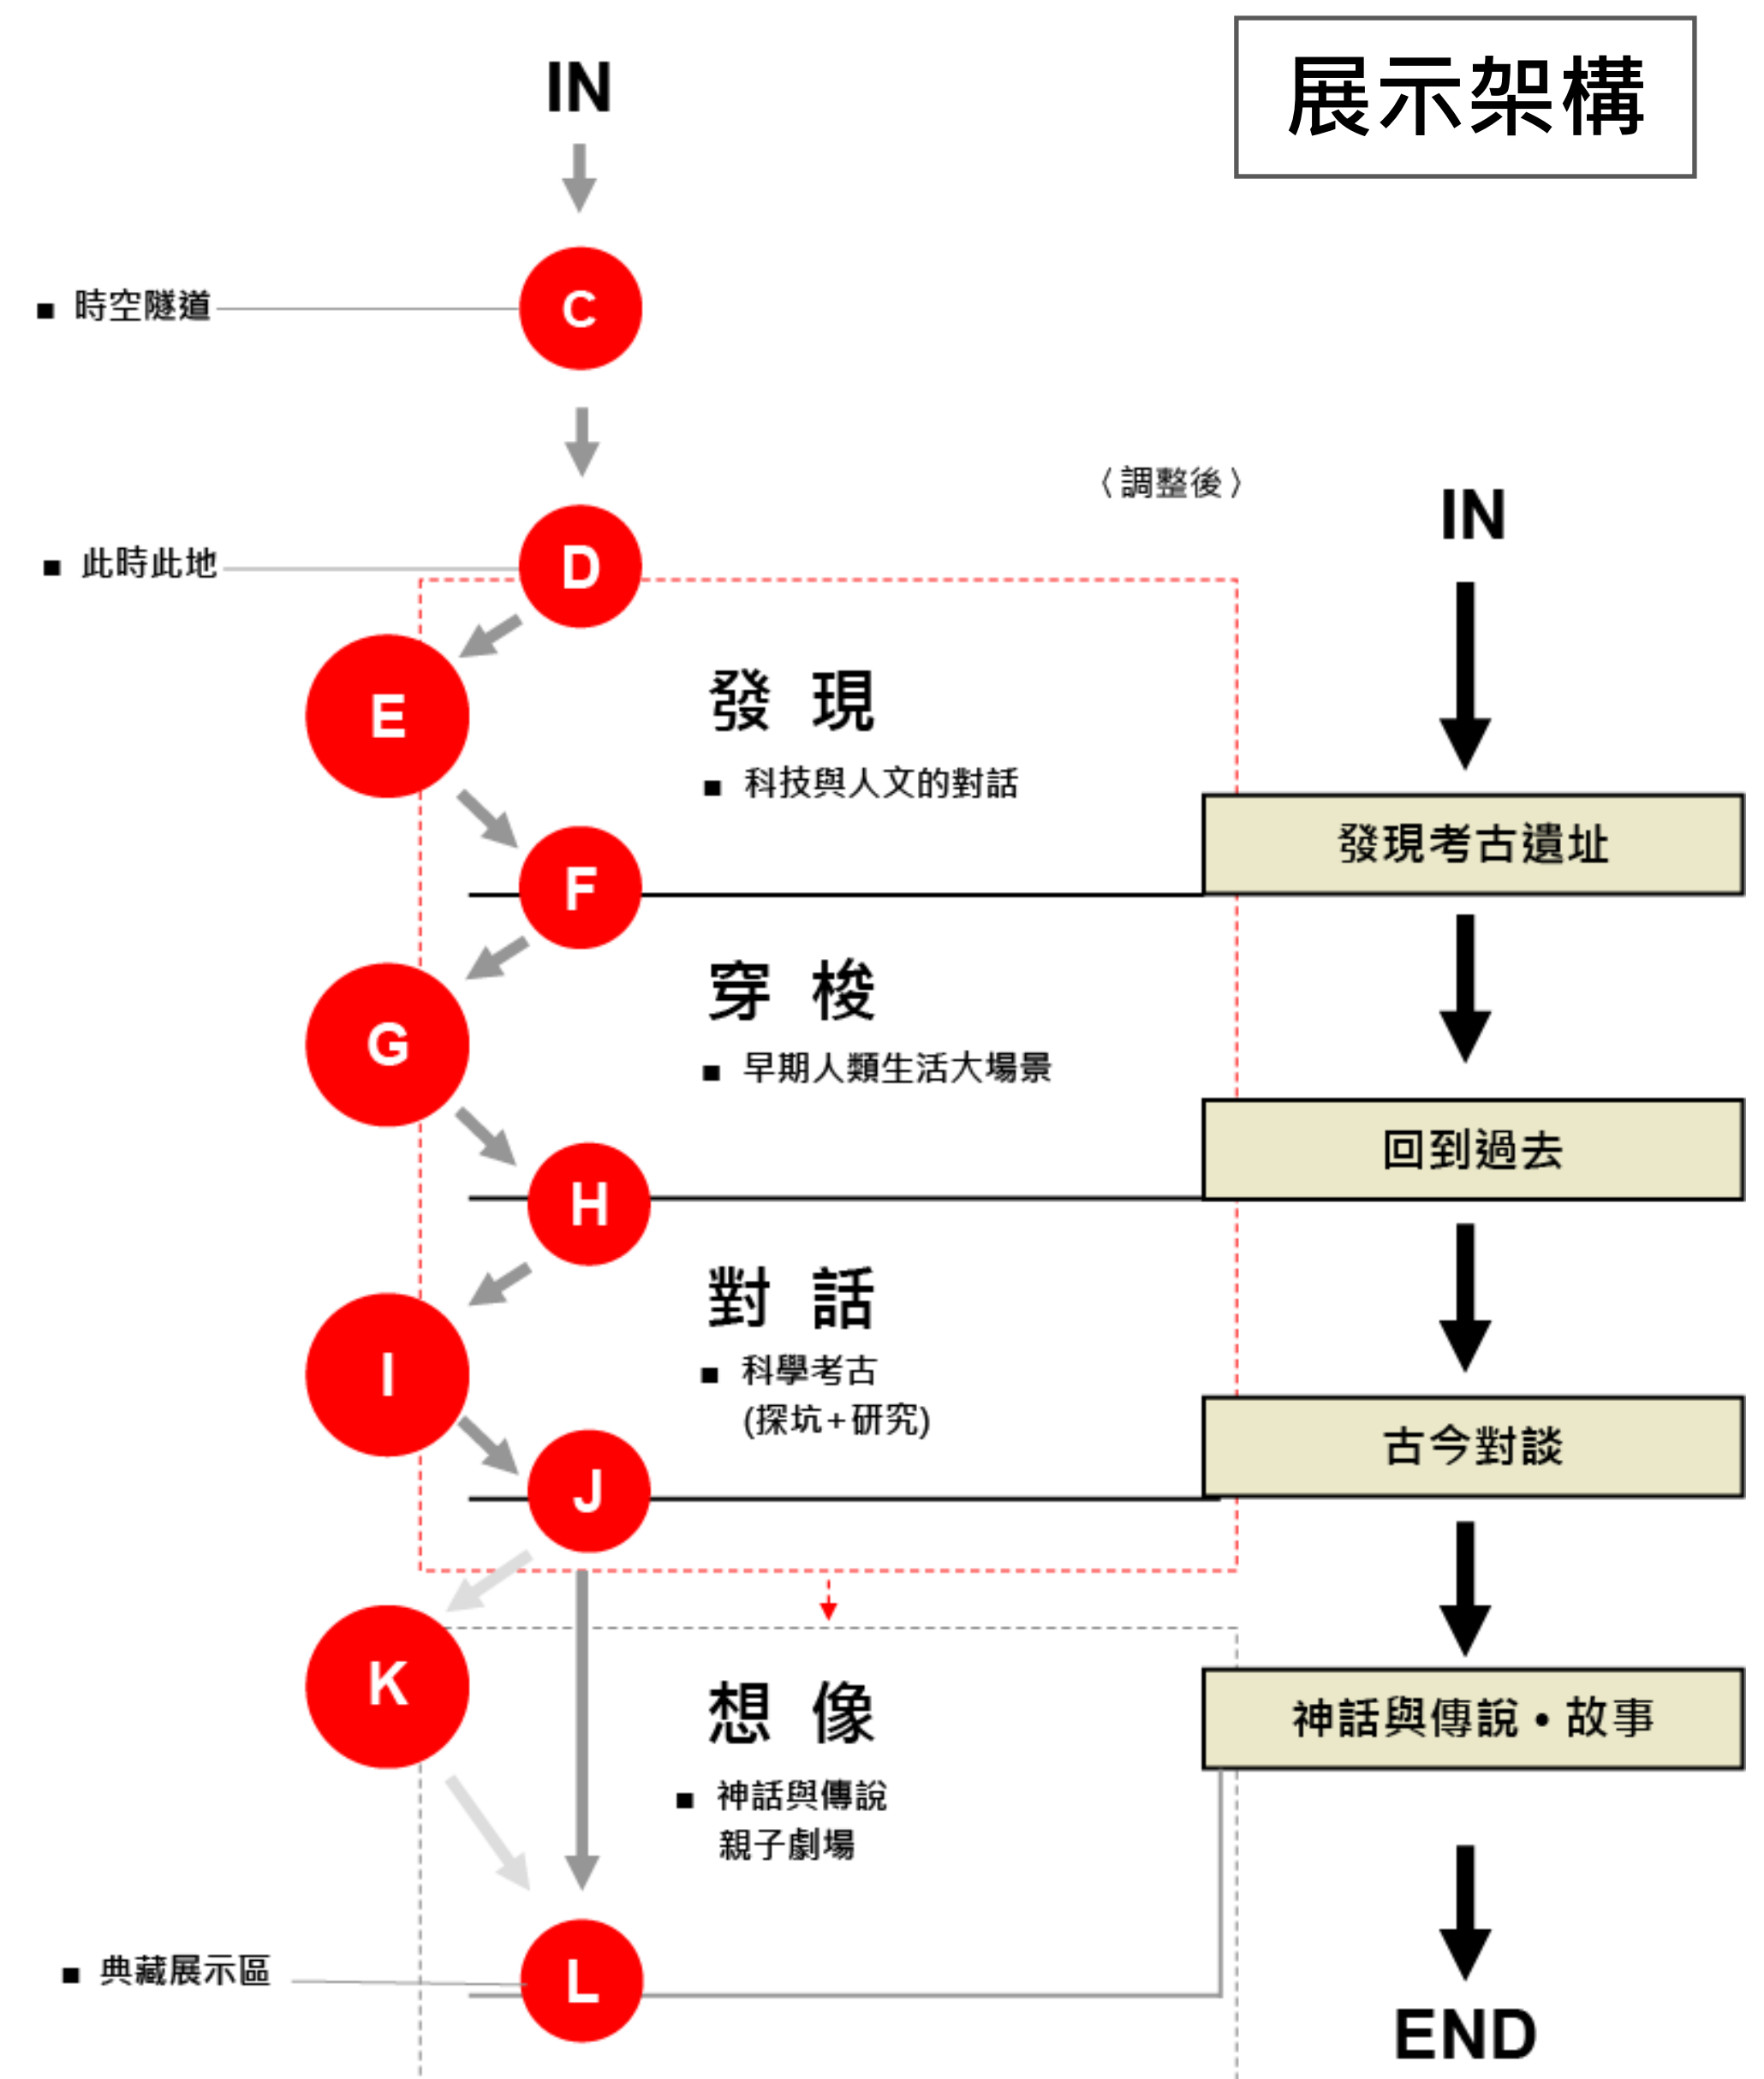 展示架構
IN
C
■ 時空隧道
D
■ 此時此地
〈調整後〉
IN
E
發 現
■ 科技與人文的對話
發現考古遺址
F
G
穿 梭
■ 早期人類生活大場景
回到過去
H
I
對 話
■ 科學考古
(探坑+研究)
古今對談
J
K
想 像
■ 神話與傳說
親子劇場
神話與傳說•故事
L
■ 典藏展示區
END